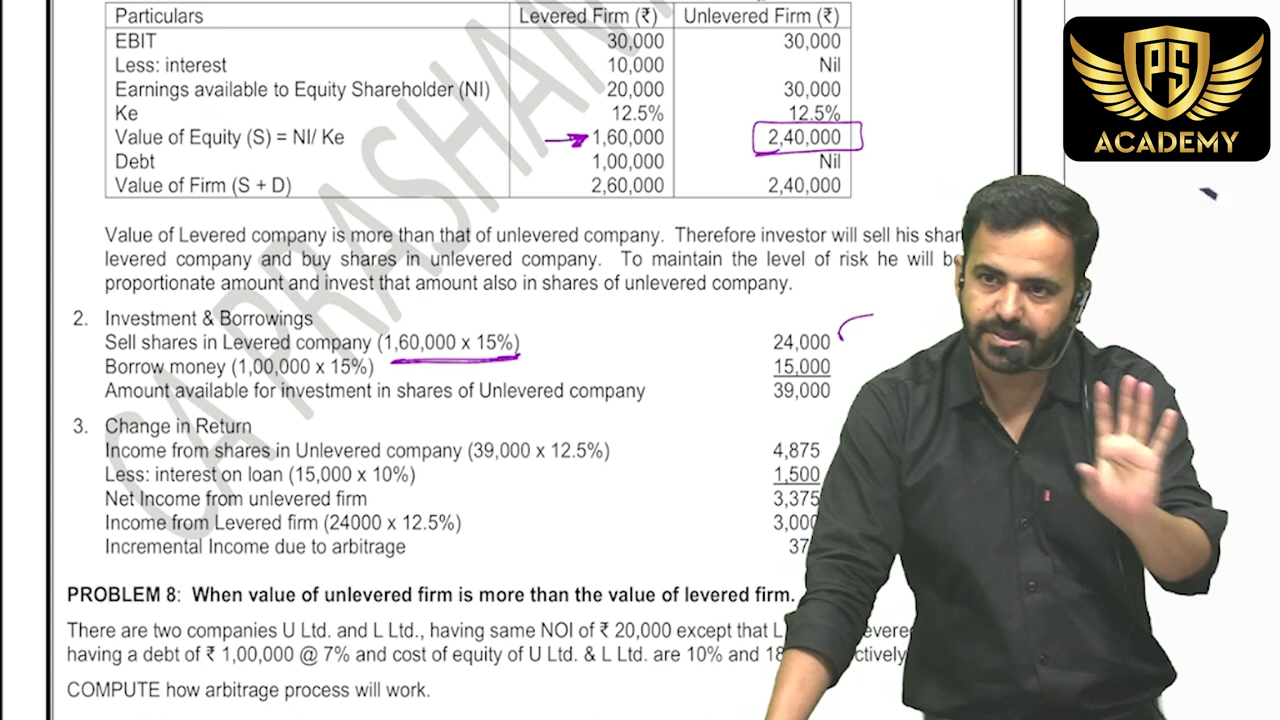 Particulars Levered Firm (₹) Unlevered Firm (₹)
EBIT 30,000 30,000
Less: interest 10,000 Nil
Earnings available to Equity Shareholder (NI) 20,000 30,000
Ke 12.5% 12.5%
Value of Equity (S) = NI/ Ke 1,60,000 2,40,000
Debt 1,00,000 Nil
Value of Firm (S + D) 2,60,000 2,40,000
PS
ACADEMY
Value of Levered company is more than that of unlevered company. Therefore investor will sell his
levered company and buy shares in unlevered company. To maintain the level of risk he will
proportionate amount and invest that amount also in shares of unlevered company.
2. Investment & Borrowings
Sell shares in Levered company (1,60,000 x 15%) 24,000
Borrow money (1,00,000 x 15%) 15,000
Amount available for investment in shares of Unlevered company 39,000
3. Change in Return
Income from shares in Unlevered company (39,000 x 12.5%) 4,875
Less: interest on loan (15,000 x 10%) 1,500
Net Income from unlevered firm 3,375
Income from Levered firm (24000 x 12.5%) 3,000
Incremental Income due to arbitrage 37
CA PRASHAN
PROBLEM 8: When value of unlevered firm is more than the value of levered firm.
There are two companies U Ltd. and L Ltd., having same NOI of ₹ 20,000 except that L
having a debt of ₹ 1,00,000 @ 7% and cost of equity of U Ltd. & L Ltd. are 10% and 18
COMPUTE how arbitrage process will work.